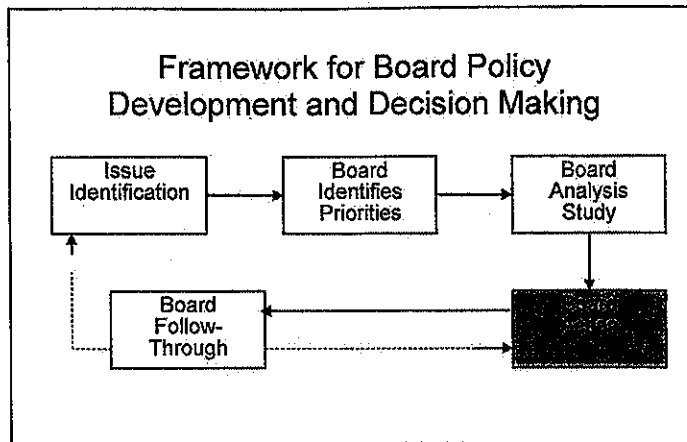 Framework for Board Policy
Development and Decision Making
Issue
Identification
Board
Identifies
Priorities
Board
Analysis
Study
Board
Follow-
Through